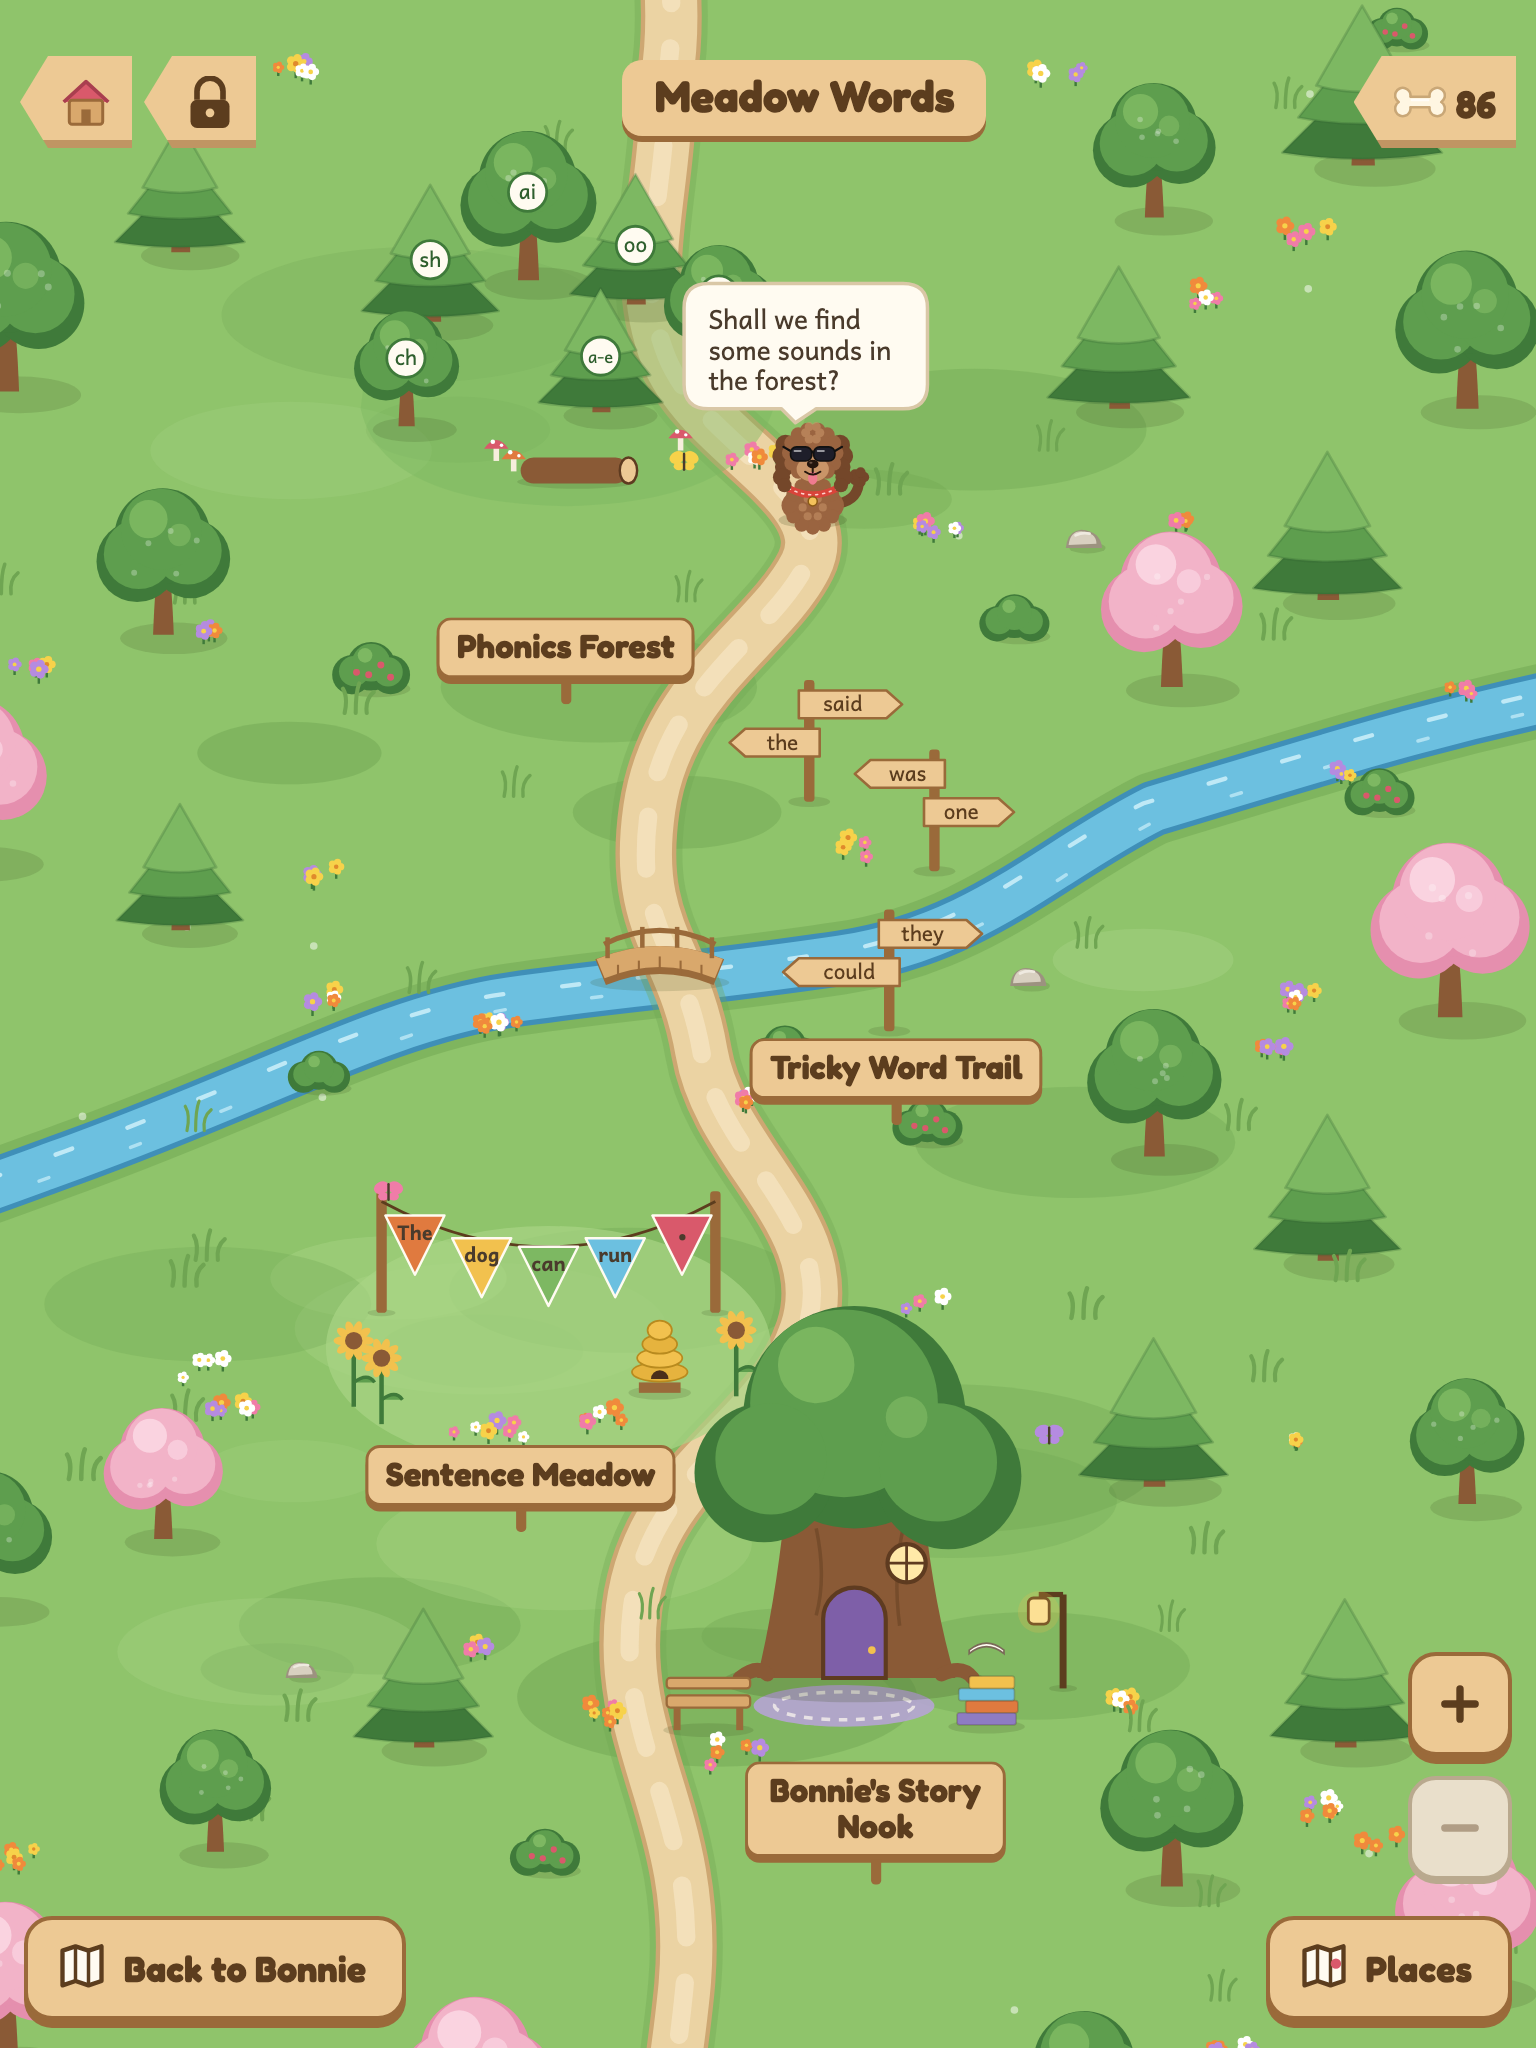 Meadow Words
86
ai
oo
sh
ch
a-e
Shall we find
some sounds in
the forest?
Phonics Forest
said
the
was
one
they
could
Tricky Word Trail
The
dog
can
run
.
Sentence Meadow
Bonnie's Story
Nook
+
−
Back to Bonnie
Places